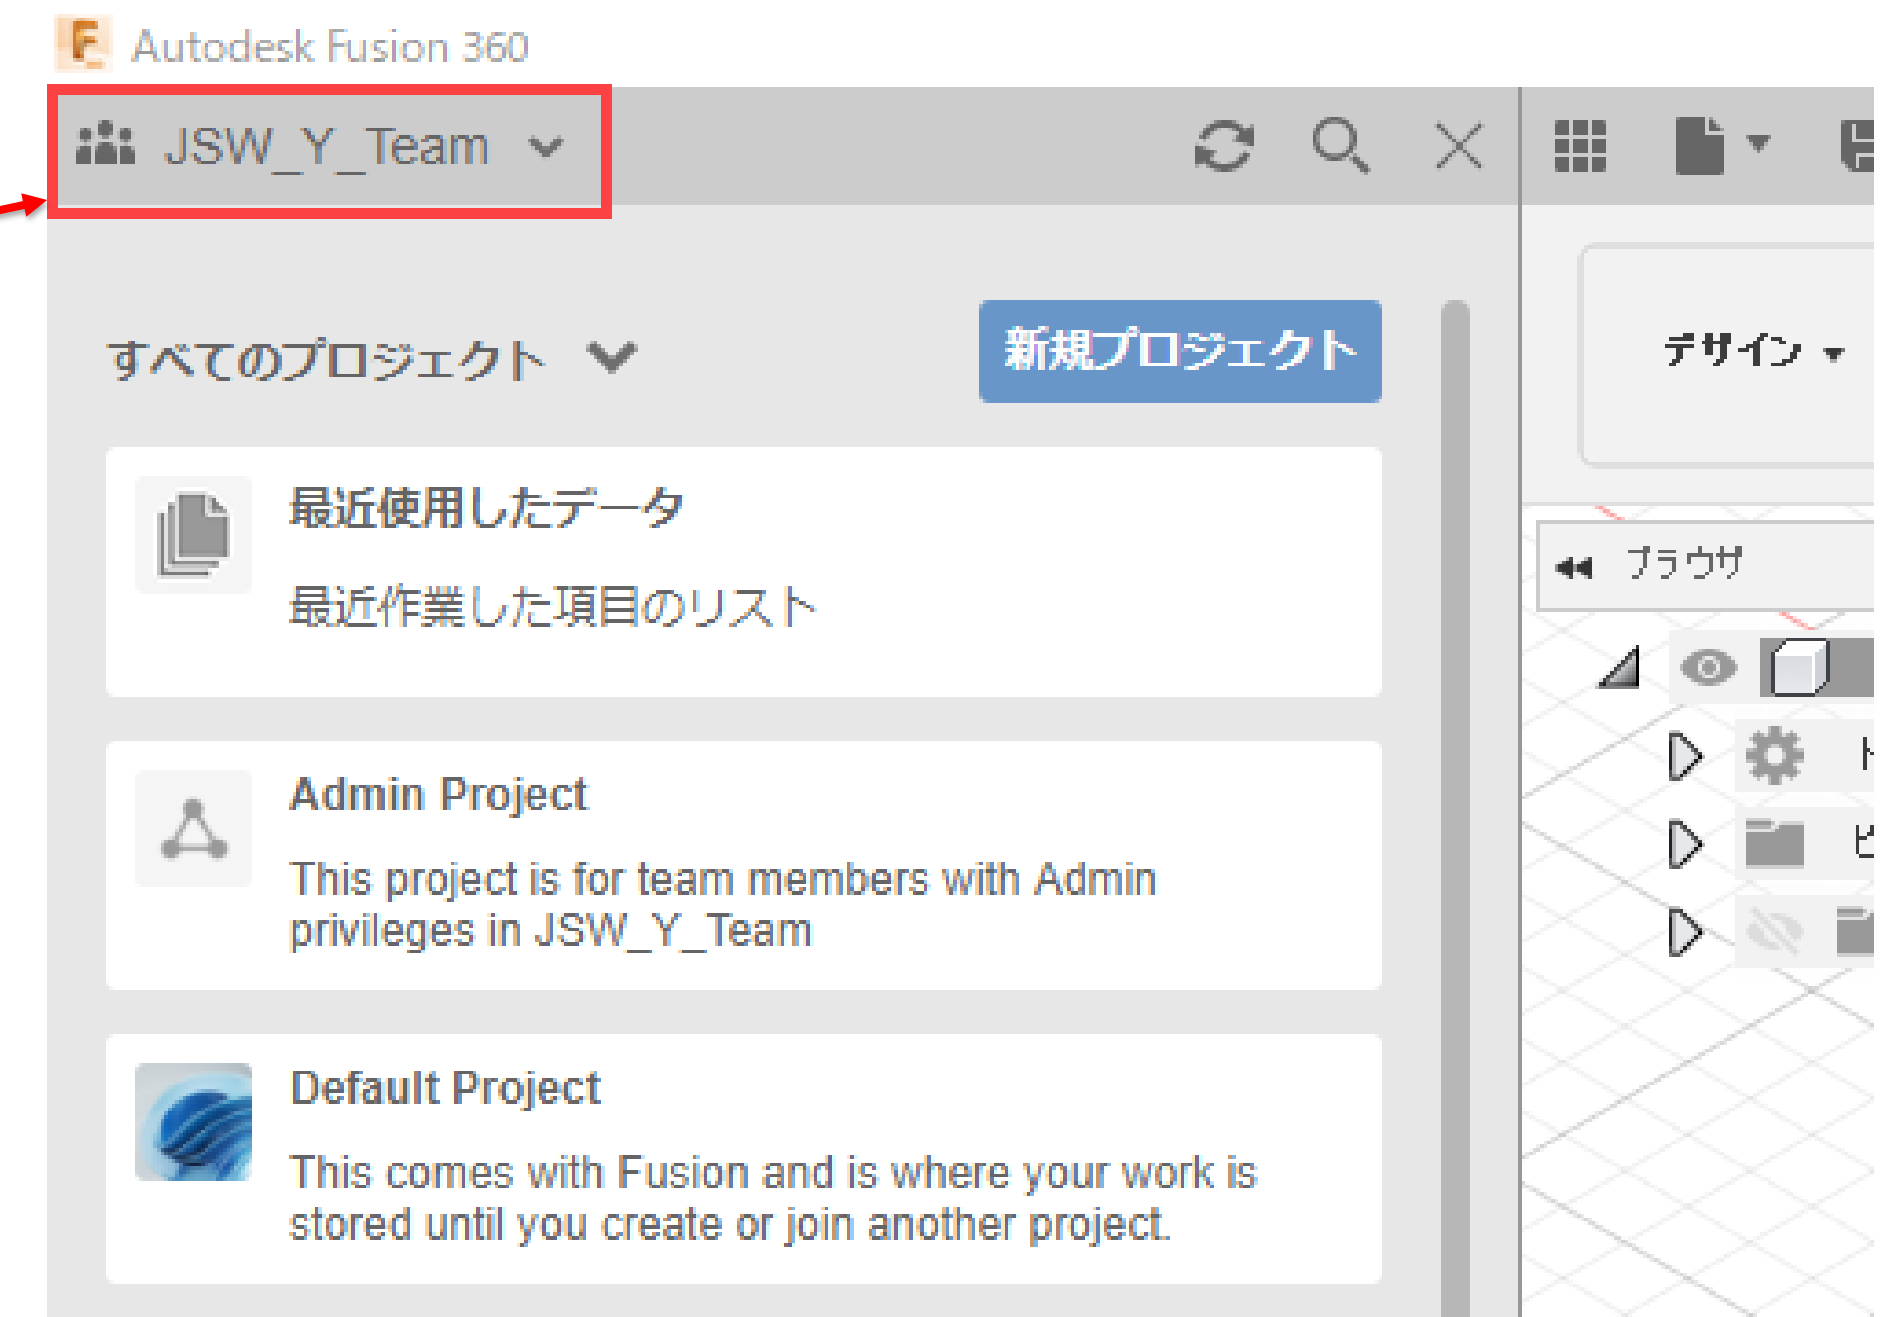 Autodesk Fusion 360
JSW_Y_Team
すべてのプロジェクト
新規プロジェクト
デザイン
最近使用したデータ
最近作業した項目のリスト
ブラウザ
Admin Project
This project is for team members with Admin
privileges in JSW_Y_Team
Default Project
This comes with Fusion and is where your work is
stored until you create or join another project.